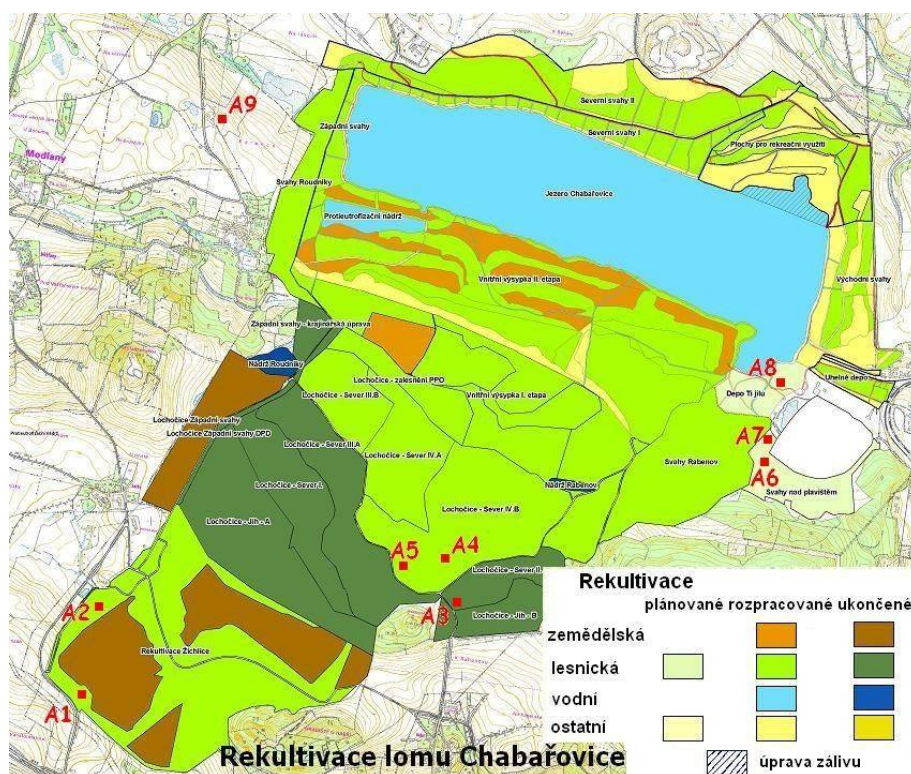 A9
Modlany
Severní svahy II
Západní svahy
Severní svahy I
Plochy pro rekreační využití
Svahy Roudníky
Jezero Chabařovice
Protieutrofizační nádrž
Vnitřní výsypka II. etapa
Východní svahy
Západní svahy - krajinářská úprava
Nádrž Roudníky
Lochočice - zalesnění PPO
Lochočice - Sever III.B
Vnitřní výsypka I. etapa
A8
Uhelné depo
Depo Ti jílu
Lochočice Západní svahy
Lochočice Západní svahy DPD
Lochočice - Sever III.A
Lochočice - Sever IV.A
A7
Svahy Rabenov
A6
Lochočice - Sever I.
Nádrž Rabenov
Svahy nad plavištěm
Lochočice - Sever IV.B
Lochočice - Jih - A
A5
A4
Lochočice - Sever II.
A2
A3
Lochočice - Jih - B
Rekultivace Žichlice
A1
Rekultivace
plánované rozpracované ukončené
zemědělská
lesnická
vodní
ostatní
úprava zálivu
Rekultivace lomu Chabařovice